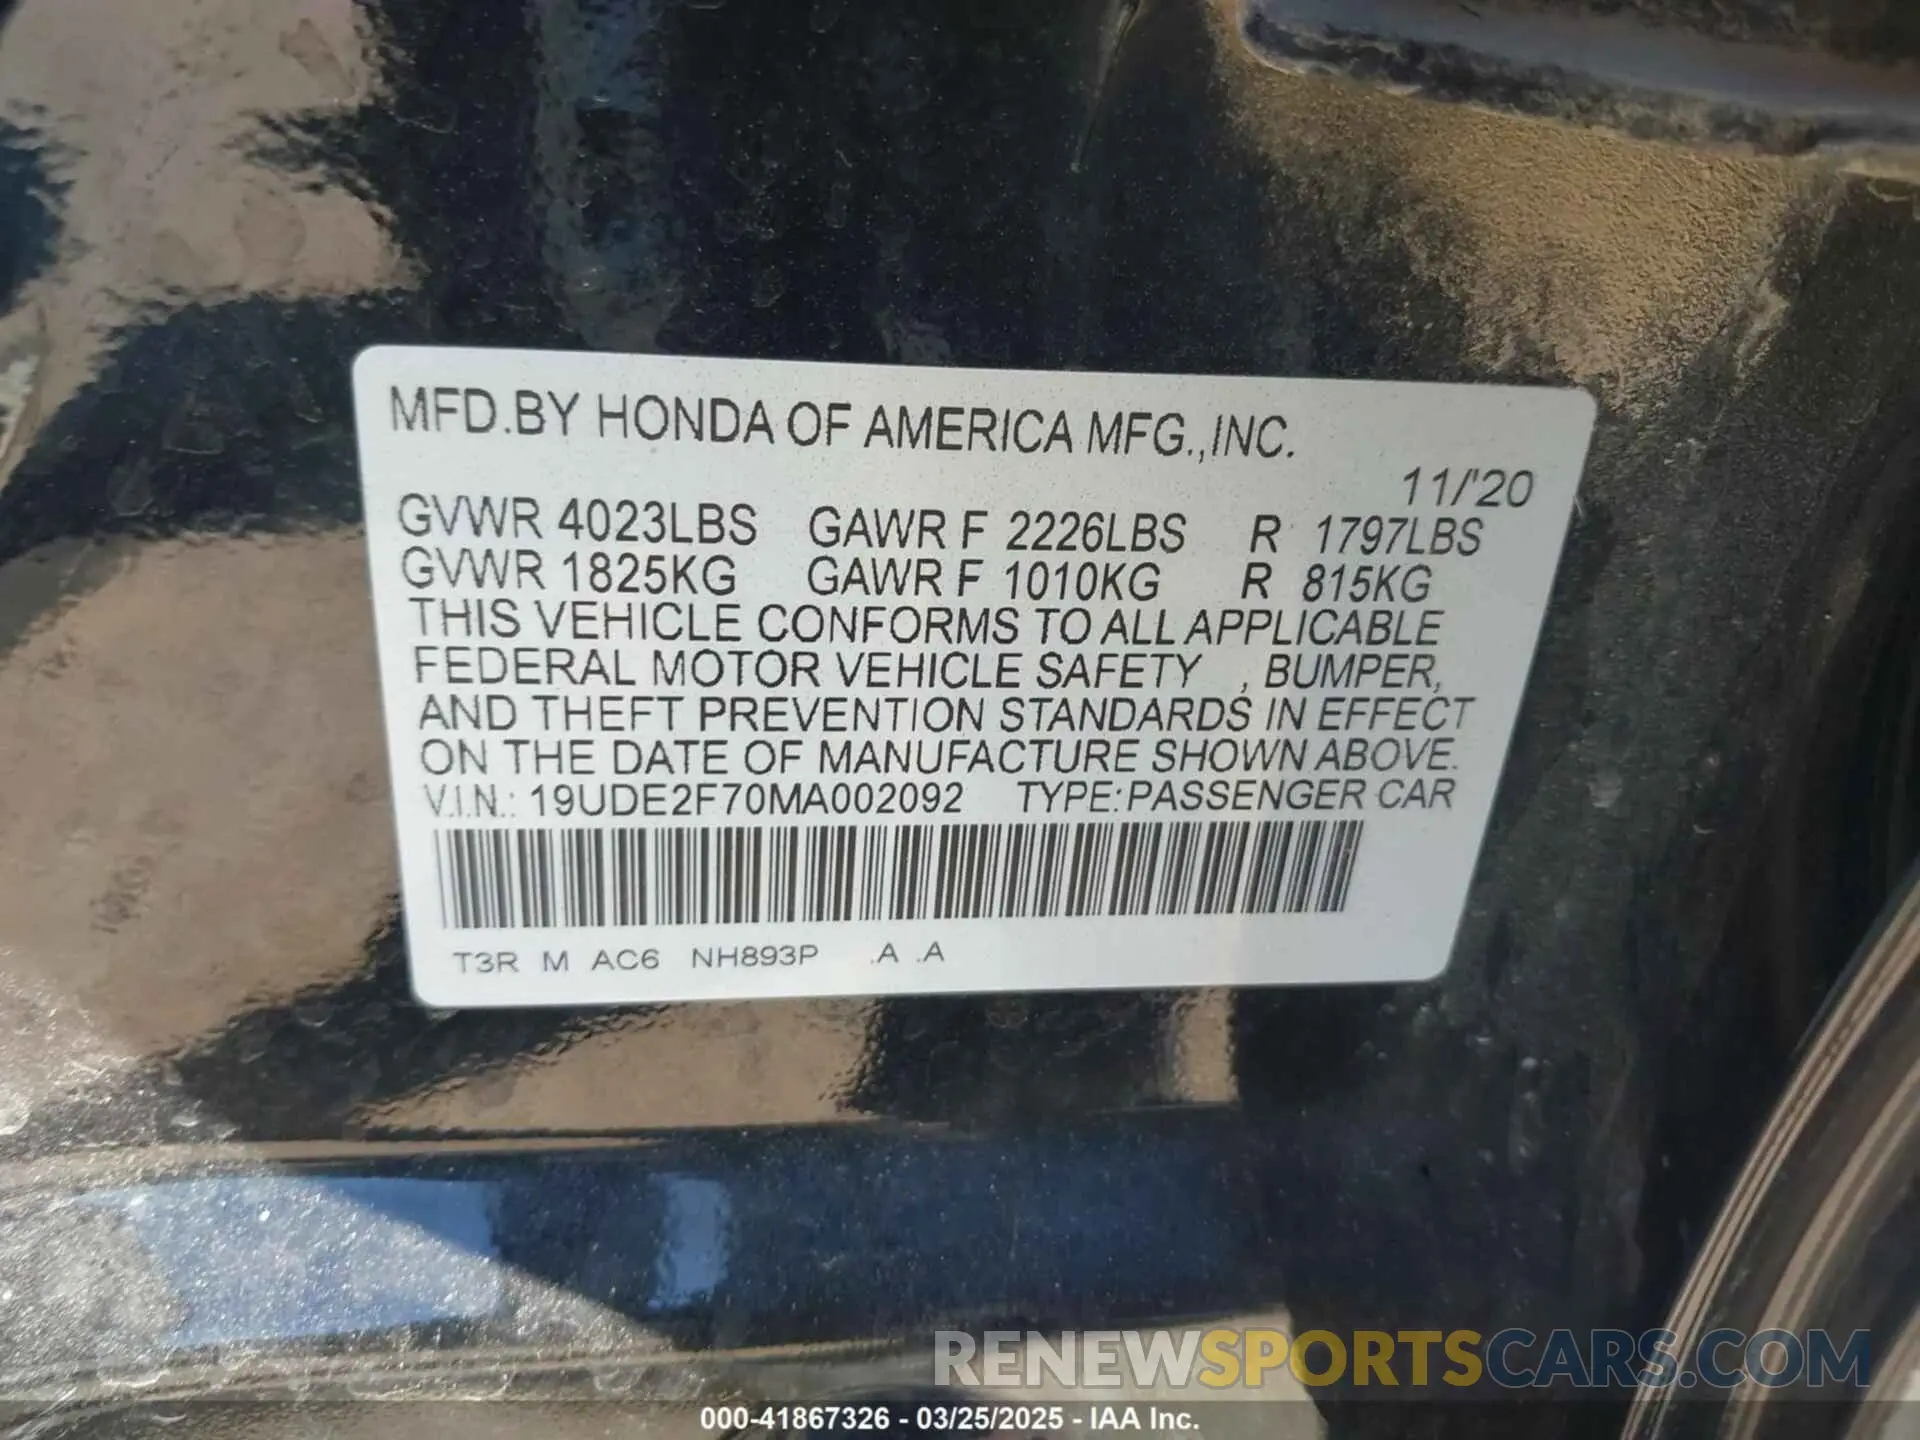 MFD.BY HONDA OF AMERICA MFG.,INC.
11/'20
GVWR 4023LBS GAWR F 2226LBS R 1797LBS
GVWR 1825KG GAWR F 1010KG R 815KG
THIS VEHICLE CONFORMS TO ALL APPLICABLE
FEDERAL MOTOR VEHICLE SAFETY , BUMPER,
AND THEFT PREVENTION STANDARDS IN EFFECT
ON THE DATE OF MANUFACTURE SHOWN ABOVE.
V.I.N.: 19UDE2F70MA002092 TYPE:PASSENGER CAR
T3R M AC6 NH893P .A .A
RENEWSPORTSCARS.COM
000-41867326 - 03/25/2025 - IAA Inc.